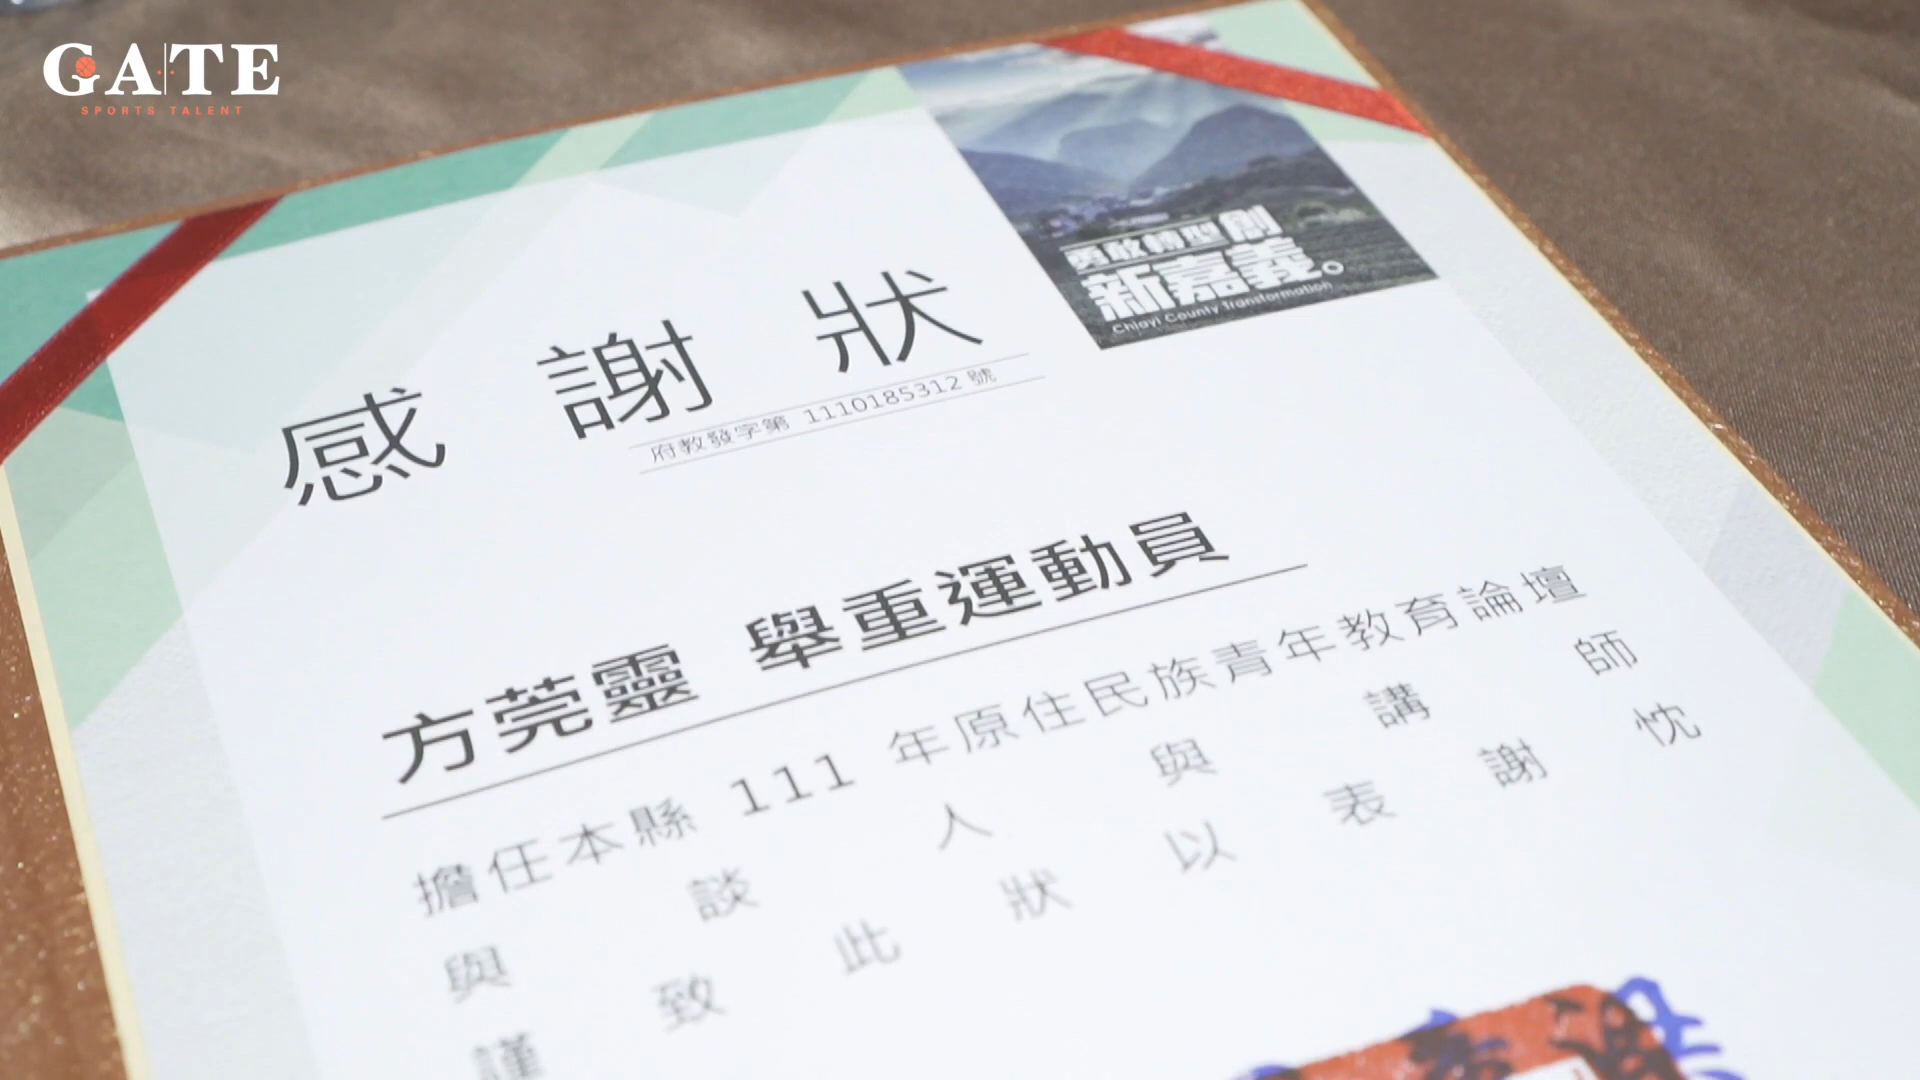 GATE
SPORTS TALENT
勇敢轉型創
新嘉義。
Chiayi County Transformation
感謝狀
府教發字第 1110185312 號
方莞靈 舉重運動員
擔任本縣 111 年原住民族青年教育論壇
與談人與講師
謹致此狀以表謝忱